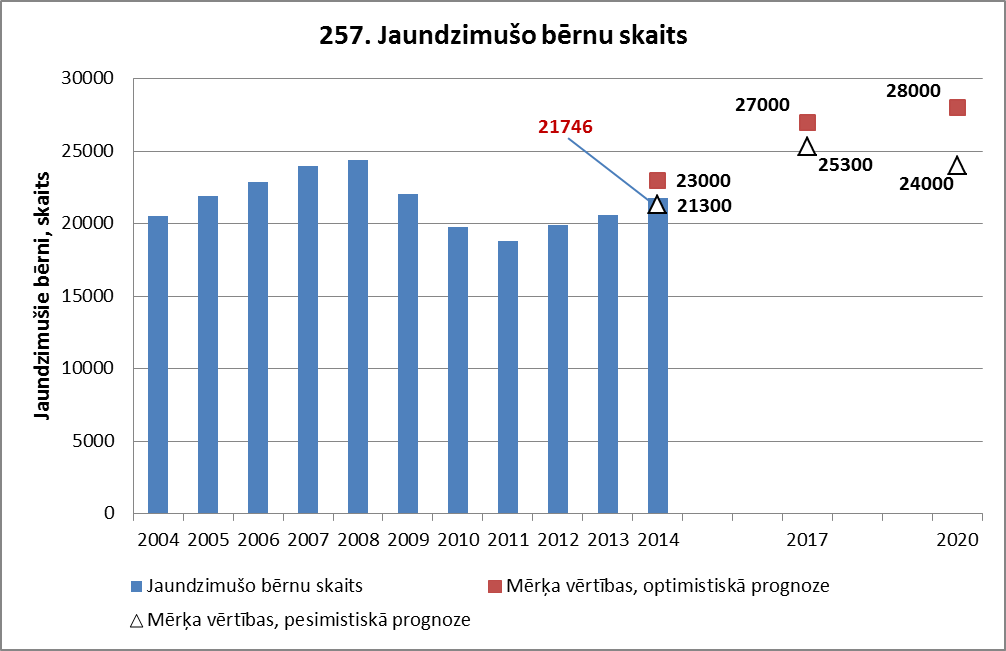 257. Jaundzimušo bērnu skaits
Jaundzimušie bērni, skaits
30000
25000
20000
15000
10000
5000
0
21746
23000
21300
27000
25300
28000
24000
2004 2005 2006 2007 2008 2009 2010 2011 2012 2013 2014 2017 2020
Jaundzimušo bērnu skaits
Mērķa vērtības, optimistiskā prognoze
Mērķa vērtības, pesimistiskā prognoze